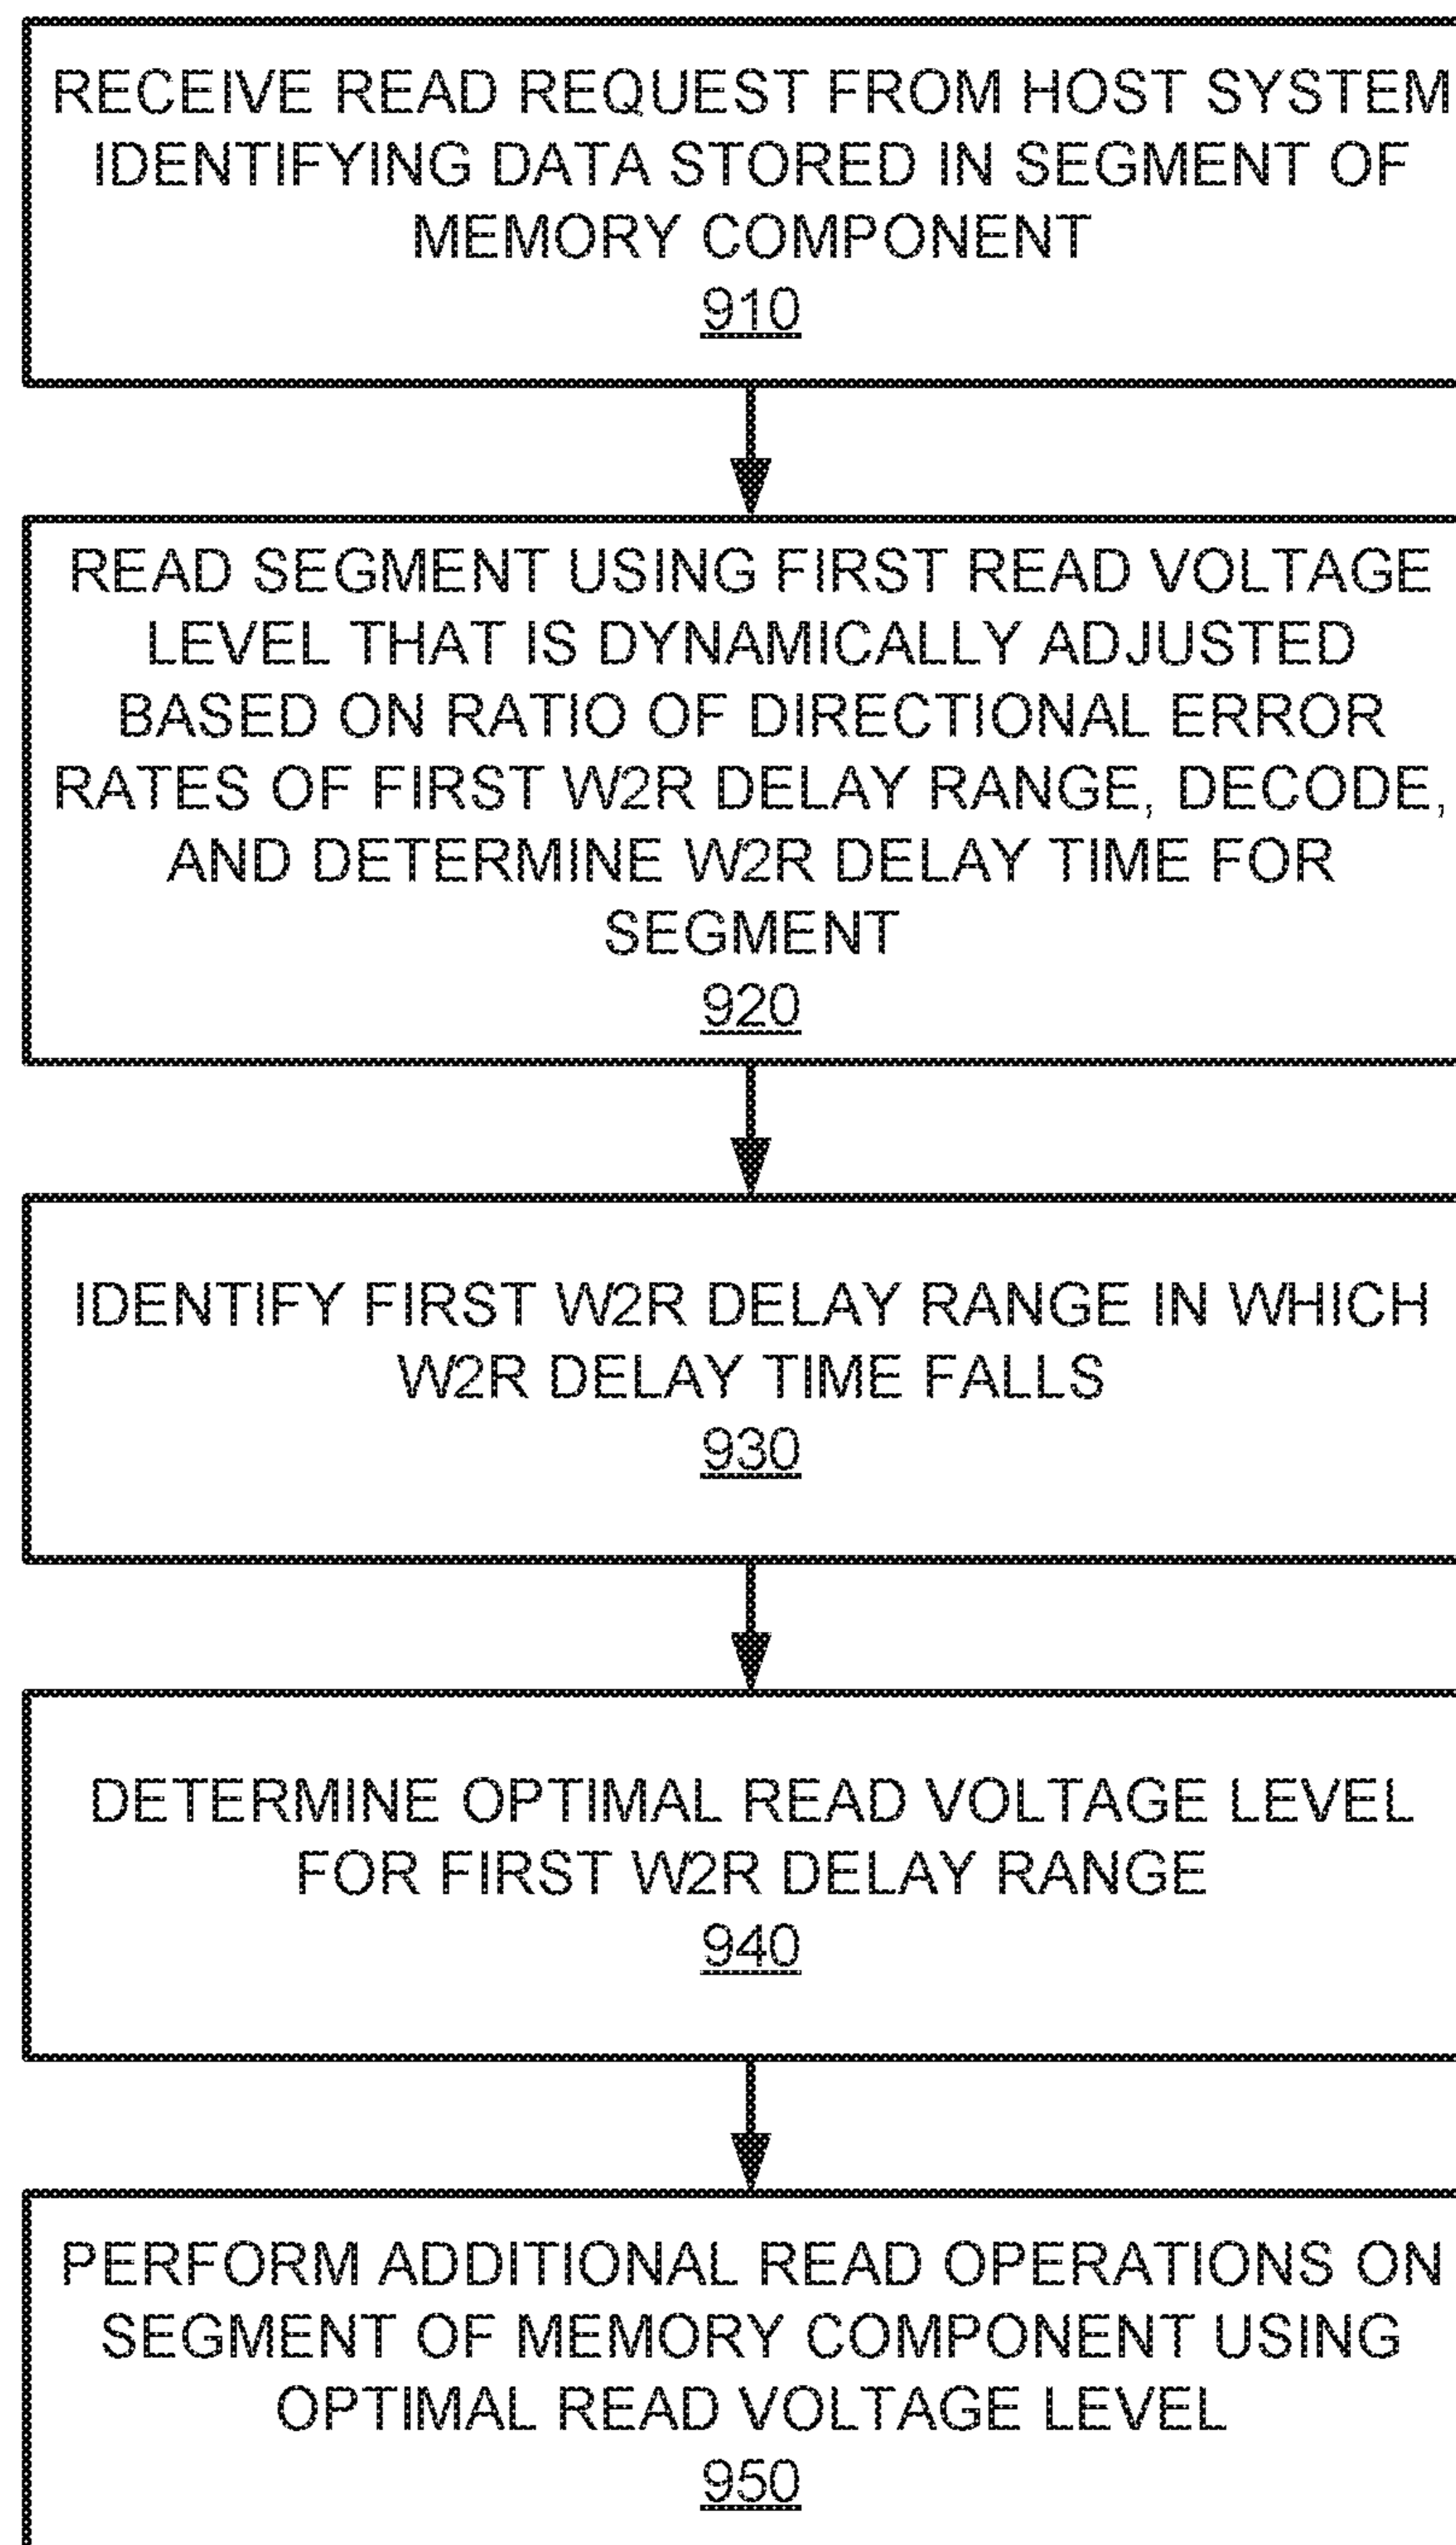 RECEIVE READ REQUEST FROM HOST SYSTEM
IDENTIFYING DATA STORED IN SEGMENT OF
MEMORY COMPONENT
910
READ SEGMENT USING FIRST READ VOLTAGE
LEVEL THAT IS DYNAMICALLY ADJUSTED
BASED ON RATIO OF DIRECTIONAL ERROR
RATES OF FIRST W2R DELAY RANGE, DECODE,
AND DETERMINE W2R DELAY TIME FOR
SEGMENT
920
IDENTIFY FIRST W2R DELAY RANGE IN WHICH
W2R DELAY TIME FALLS
930
DETERMINE OPTIMAL READ VOLTAGE LEVEL
FOR FIRST W2R DELAY RANGE
940
PERFORM ADDITIONAL READ OPERATIONS ON
SEGMENT OF MEMORY COMPONENT USING
OPTIMAL READ VOLTAGE LEVEL
950